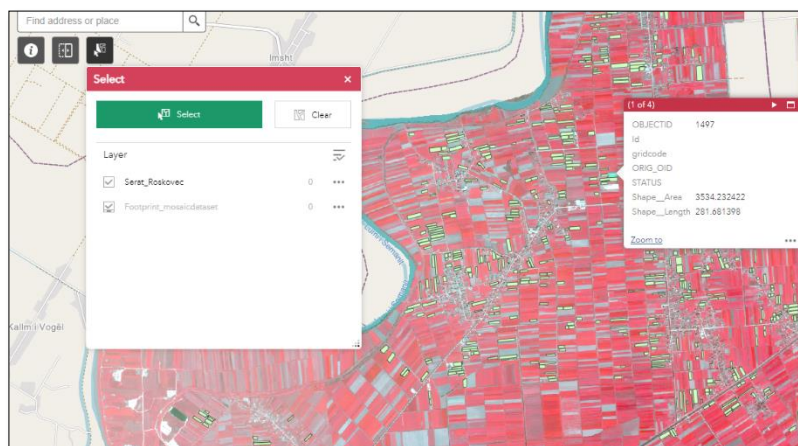 Find address or place
Imsht
Select
Select
Clear
Layer
Serat_Roskovec 0
Footprint_mosaicdataset 0
Kallm i Vogël
(1 of 4)
OBJECTID 1497
Id
gridcode
ORIG_OID
STATUS
Shape__Area 3534.232422
Shape__Length 281.681398
Zoom to